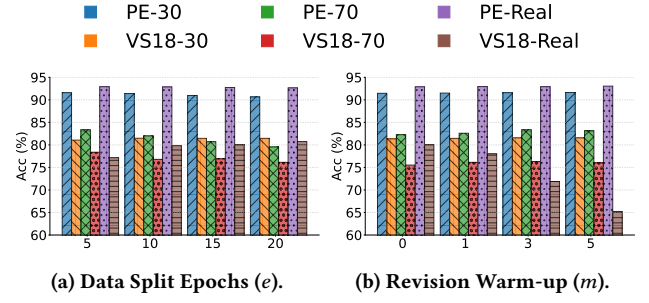 PE-30 PE-70 PE-Real
VS18-30 VS18-70 VS18-Real
Acc (%)
95
90
85
80
75
70
65
60
5 10 15 20
(a) Data Split Epochs (e).
Acc (%)
95
90
85
80
75
70
65
60
0 1 3 5
(b) Revision Warm-up (m).